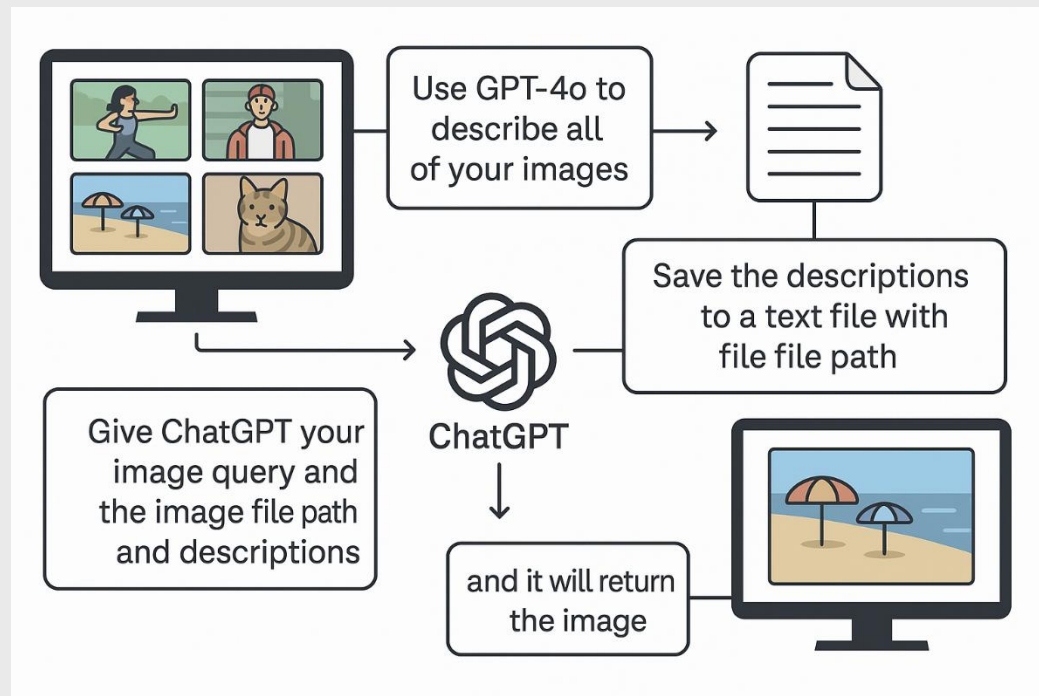 Use GPT-4o to
describe all
of your images
Save the descriptions
to a text file with
file file path
ChatGPT
Give ChatGPT your
image query and
the image file path
and descriptions
and it will return
the image